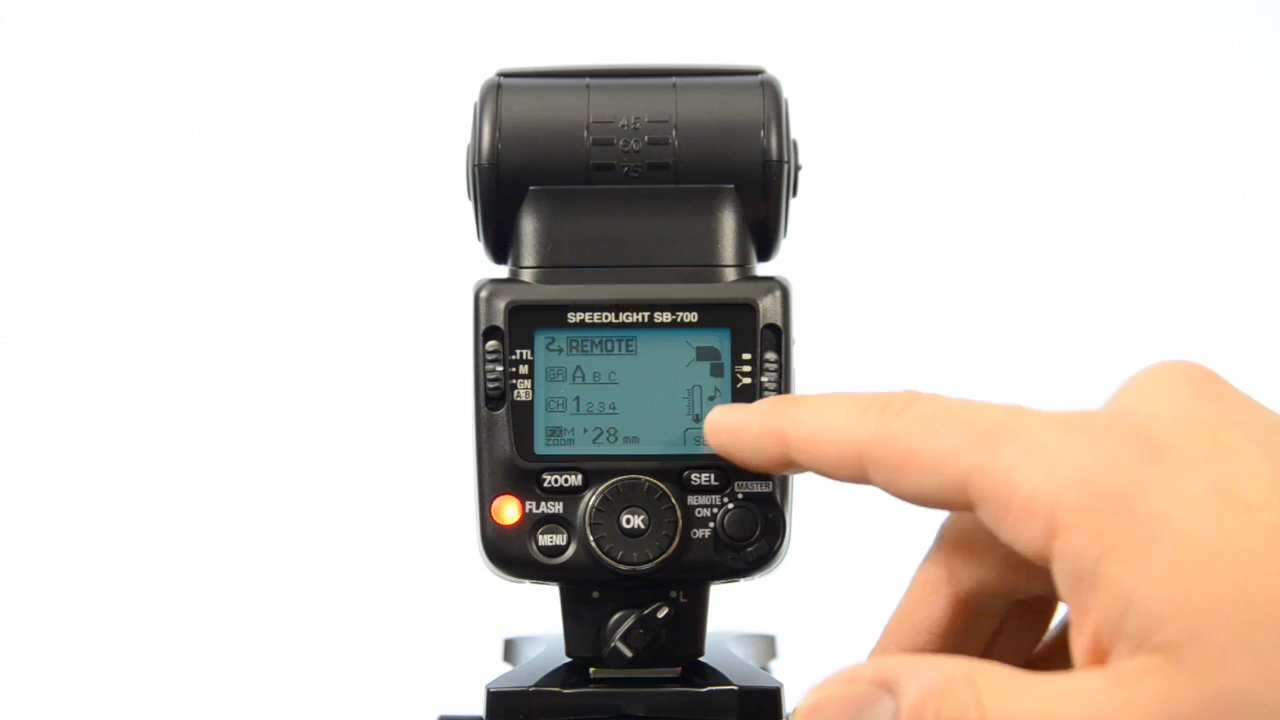 45
60
75
SPEEDLIGHT SB-700
REMOTE
TTL
M
GN
A:B
GR A B C
CH 1 2 3 4
FX M 28 mm
zoom
ZOOM
SEL
MASTER
REMOTE
ON
OFF
FLASH
OK
MENU
L